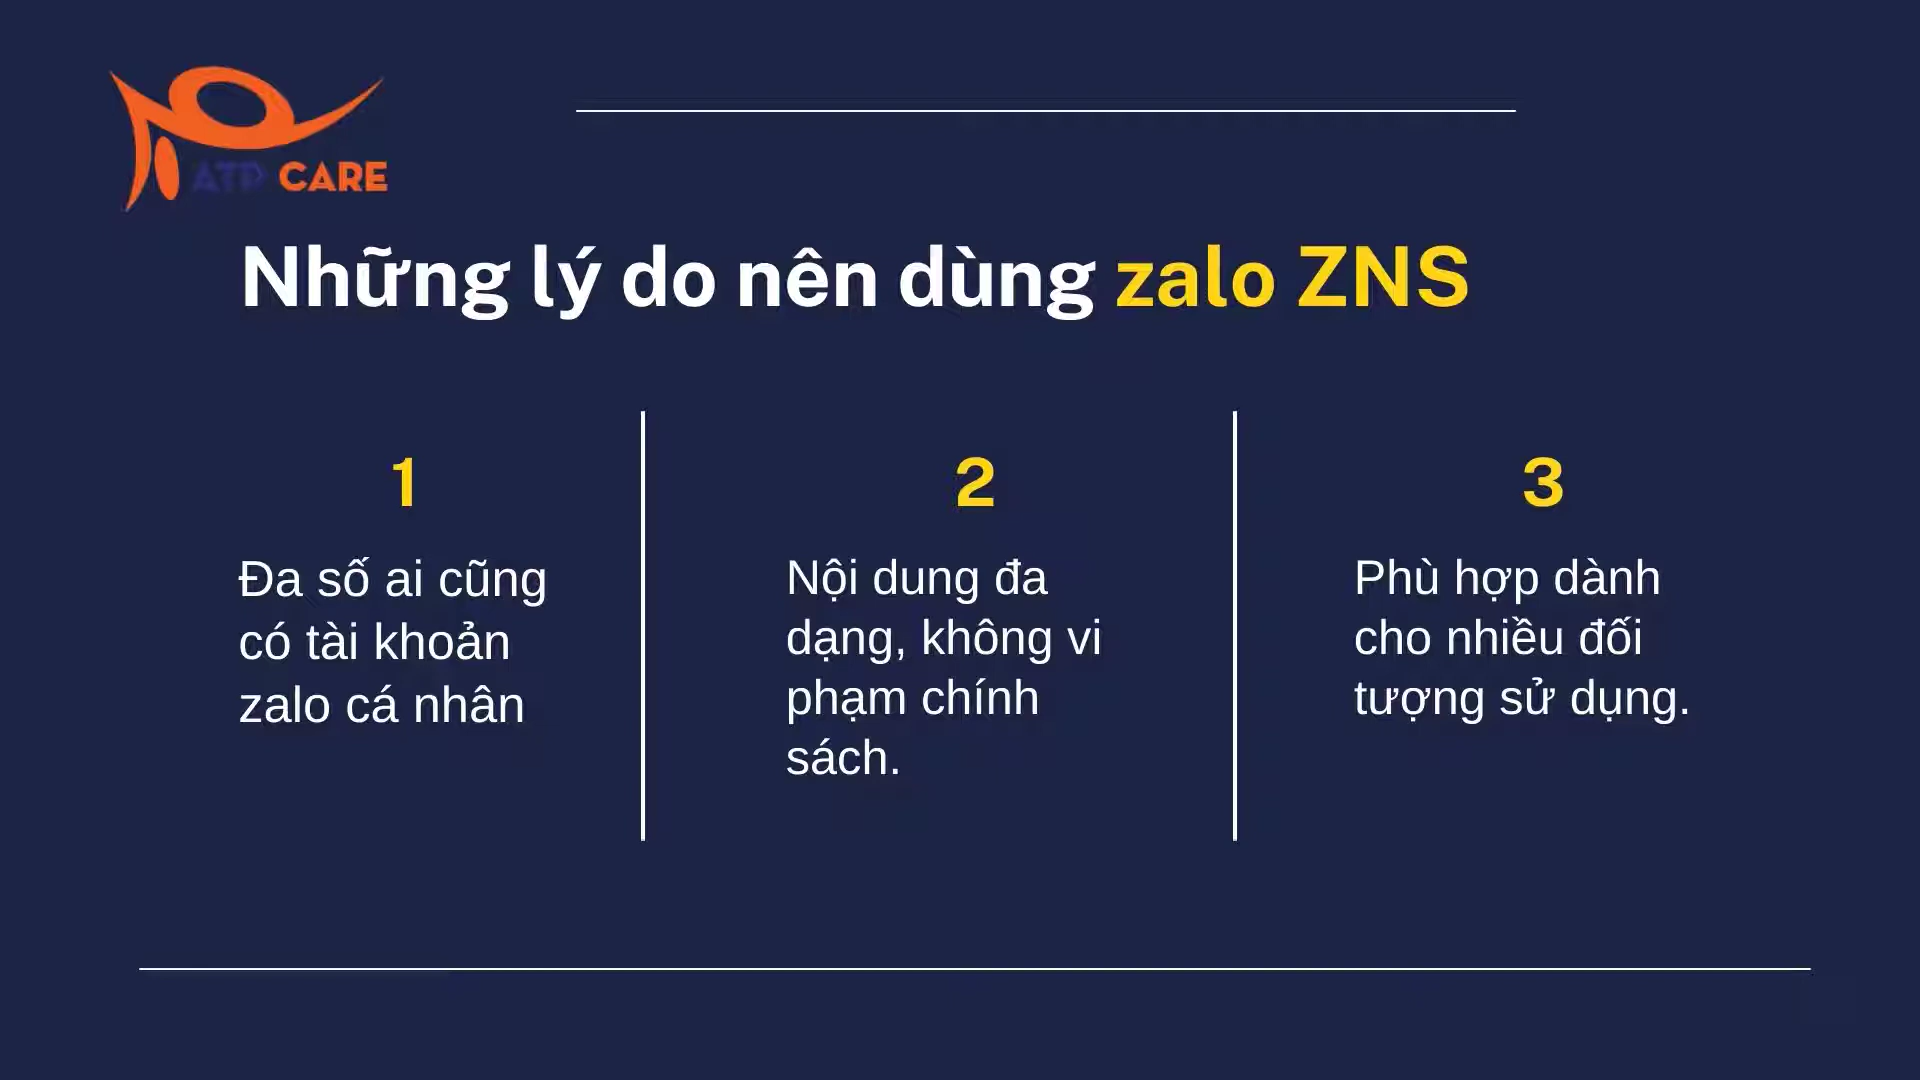 ATP CARE
Những lý do nên dùng zalo ZNS
1
Đa số ai cũng
có tài khoản
zalo cá nhân
2
Nội dung đa
dạng, không vi
phạm chính
sách.
3
Phù hợp dành
cho nhiều đối
tượng sử dụng.